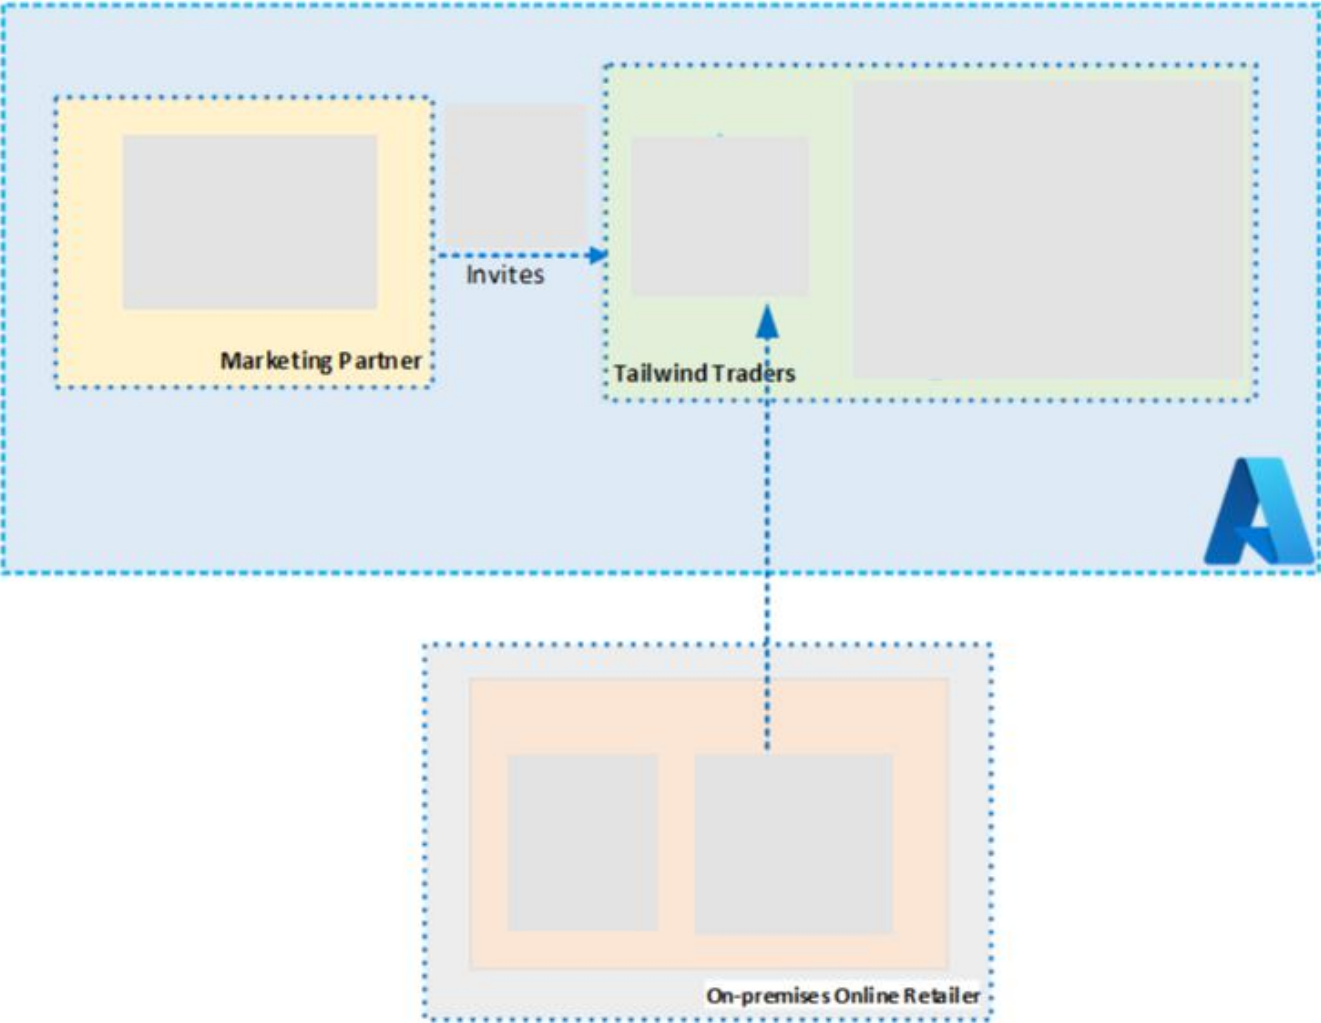 Invites
Marketing Partner
Tailwind Traders
On-premises Online Retailer